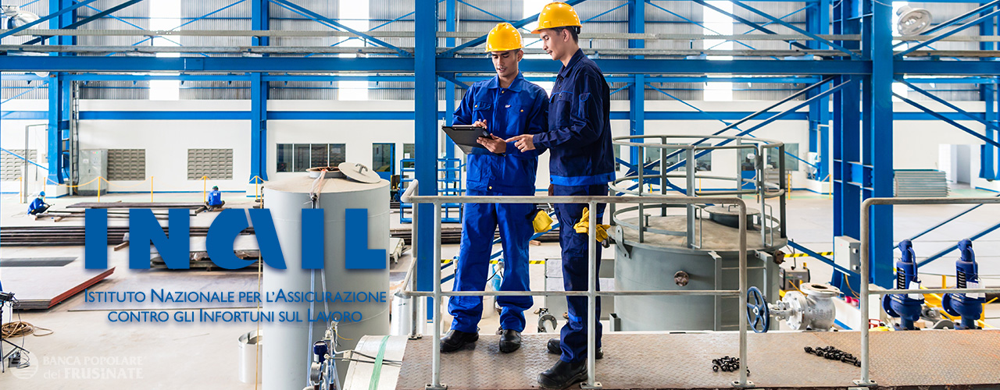 INAIL
ISTITUTO NAZIONALE PER L'ASSICURAZIONE
CONTRO GLI INFORTUNI SUL LAVORO
BANCA POPOLARE
del FRUSINATE